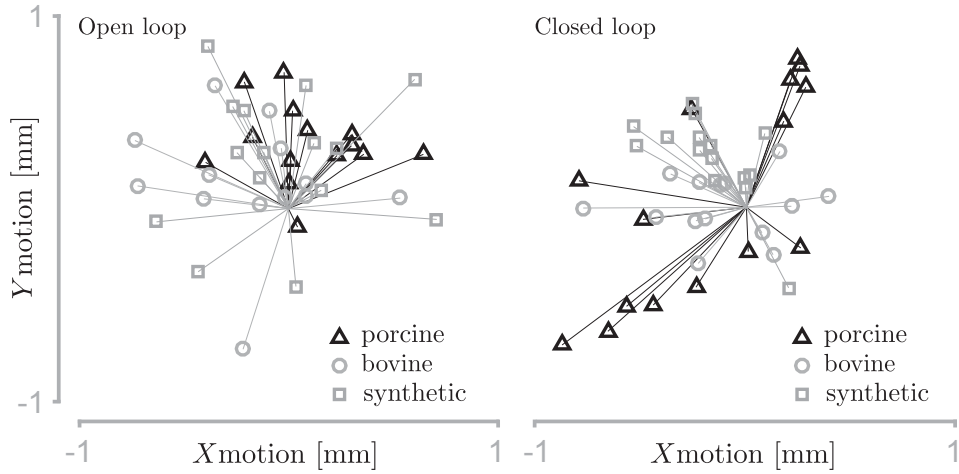 1
Open loop
Closed loop
Y motion [mm]
porcine
bovine
synthetic
porcine
bovine
synthetic
-1
-1
X motion [mm]
1
-1
X motion [mm]
1